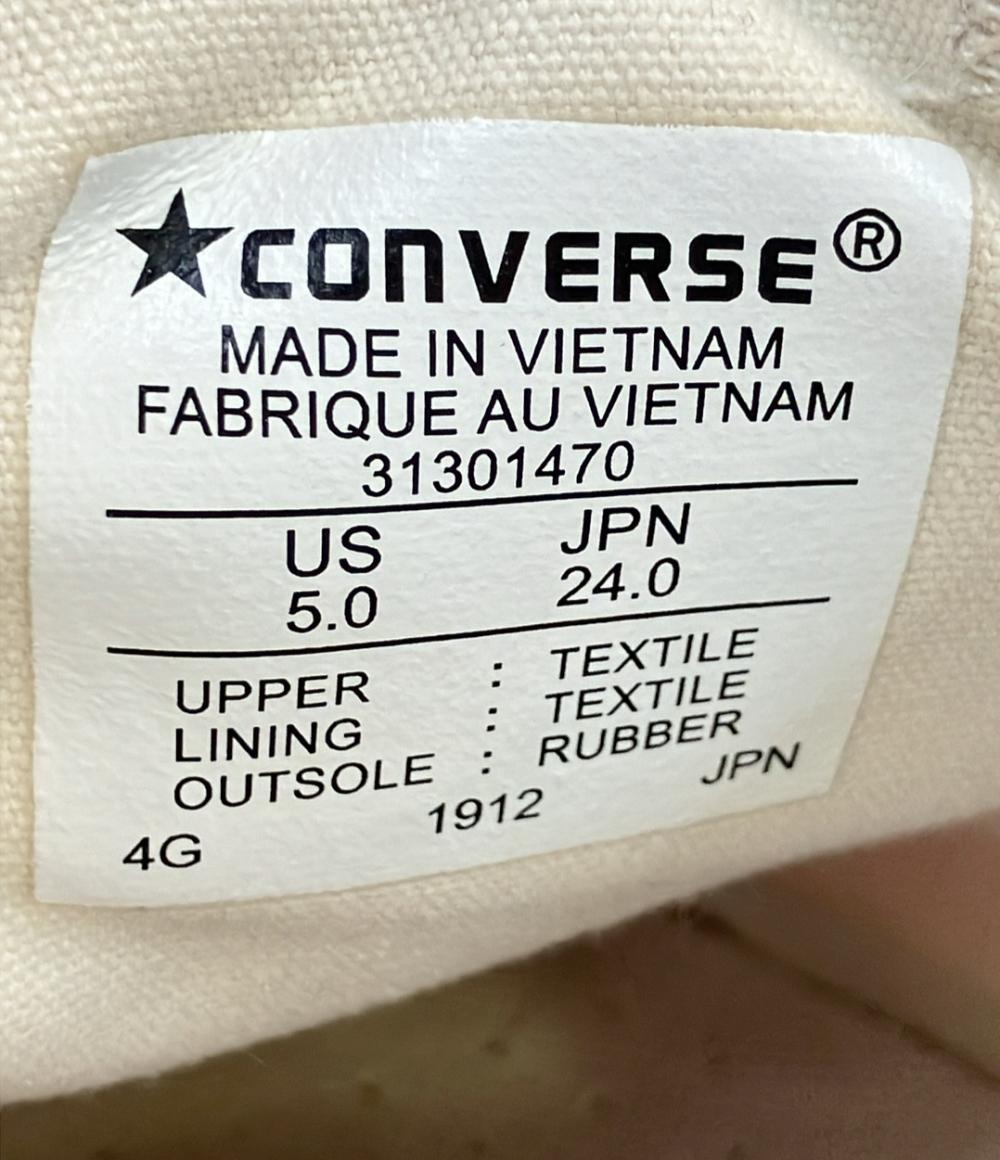 ★CONVERSE®
MADE IN VIETNAM
FABRIQUE AU VIETNAM
31301470
US JPN
5.0 24.0
UPPER : TEXTILE
LINING : TEXTILE
OUTSOLE : RUBBER
4G 1912 JPN